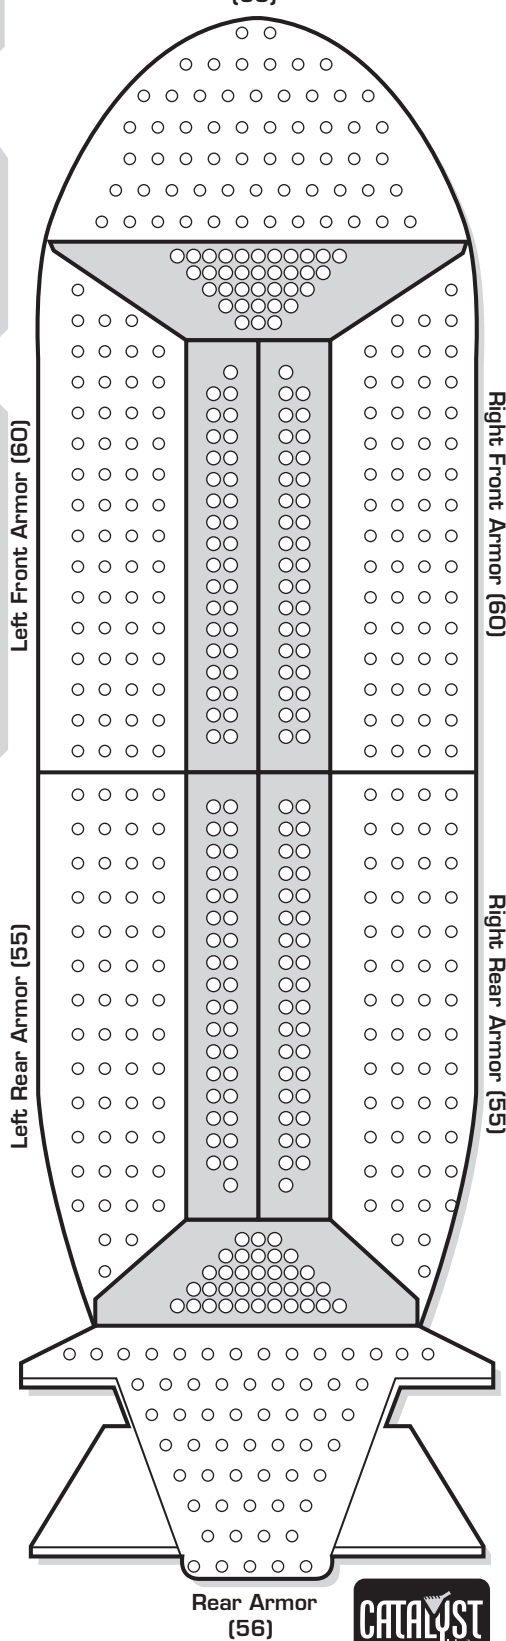 Left Front Armor (60)
Right Front Armor (60)
Left Rear Armor (55)
Right Rear Armor (55)
Rear Armor
(56)
CATALYST